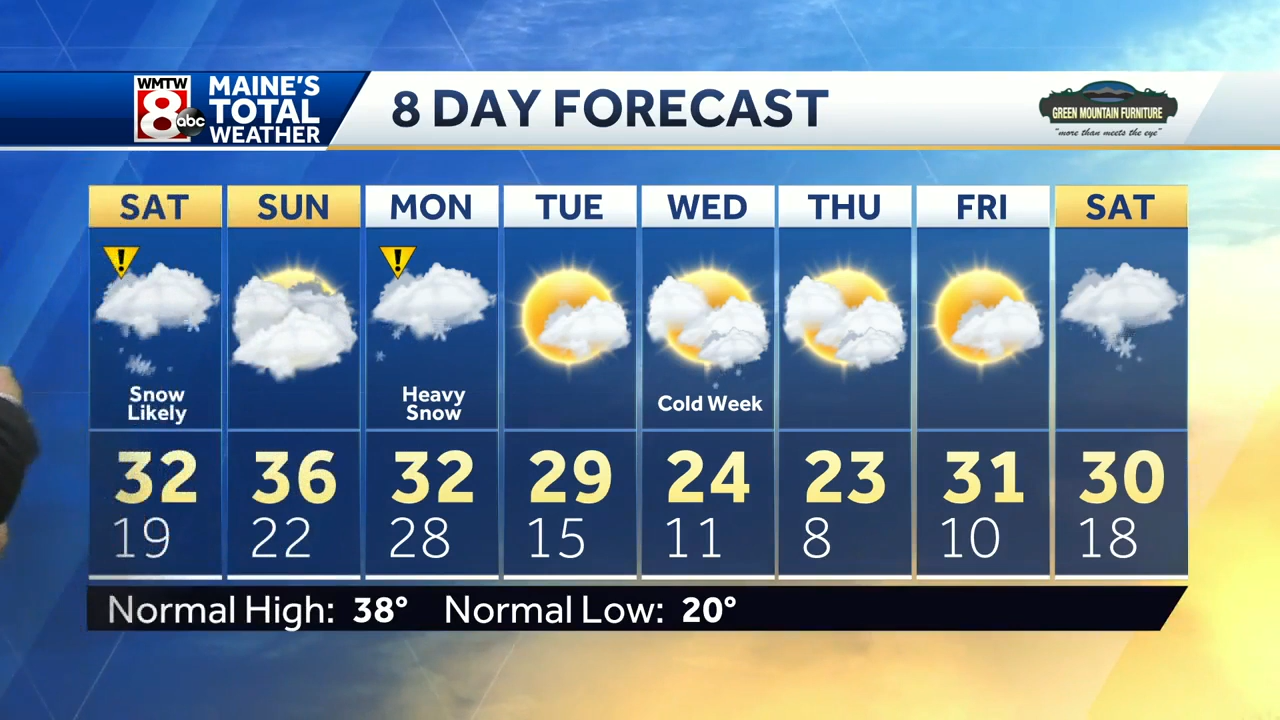 WMTW
8
abc
MAINE'S
TOTAL
WEATHER
8 DAY FORECAST
GREEN MOUNTAIN FURNITURE
"more than meets the eye"
SAT SUN MON TUE WED THU FRI SAT
! !
Snow
Likely
Heavy
Snow
Cold Week
32 36 32 29 24 23 31 30
19 22 28 15 11 8 10 18
Normal High: 38° Normal Low: 20°